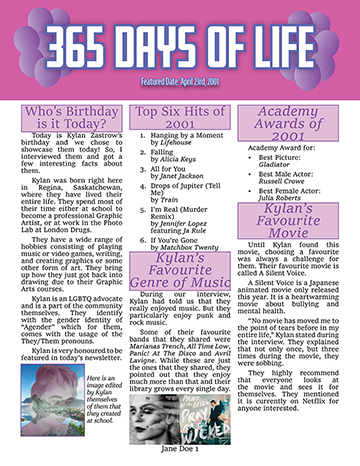 365 DAYS OF LIFE
Featured Date: April 23rd, 2001
Who's Birthday
is it Today?
Today is Kylan Zastrow's
birthday and we chose to
showcase them today! So, I
interviewed them and got a
few interesting facts about
them.
Kylan was born right here
in Regina, Saskatchewan,
where they have lived their
entire life. They spend most of
their time either at school to
become a professional Graphic
Artist, or at work in the Photo
Lab at London Drugs.
They have a wide range of
hobbies consisting of playing
music or video games, writing,
and creating graphics or some
other form of art. They bring
up how they just got back into
drawing due to their Graphic
Arts courses.
Kylan is an LGBTQ advocate
and is a part of the community
themselves. They identify
with the gender identity of
"Agender" which for them,
comes with the usage of the
They/Them pronouns.
Kylan is very honoured to be
featured in today's newsletter.
Here is an
image edited
by Kylan
themselves
of them that
they created
at school.
Top Six Hits of
2001
1. Hanging by a Moment
by Lifehouse
2. Falling
by Alicia Keys
3. All for You
by Janet Jackson
4. Drops of Jupiter (Tell
Me)
by Train
5. I'm Real (Murder
Remix)
by Jennifer Lopez
featuring Ja Rule
6. If You're Gone
by Matchbox Twenty
Kylan's
Favourite
Genre of Music
During our interview,
Kylan had told us that they
really enjoyed music. But they
particularly enjoy punk and
rock music.
Some of their favourite
bands that they shared were
Marianas Trench, All Time Low,
Panic! At The Disco and Avril
Lavigne. While these are just
the ones that they shared, they
pointed out that they enjoy
much more than that and their
library grows every single day.
WICKED
Academy
Awards of
2001
Academy Award for:
• Best Picture:
Gladiator
• Best Male Actor:
Russell Crowe
• Best Female Actor:
Julia Roberts
Kylan's
Favourite
Movie
Until Kylan found this
movie, choosing a favourite
was always a challenge for
them. Their favourite movie is
called A Silent Voice.
A Silent Voice is a Japanese
animated movie only released
this year. It is a heartwarming
movie about bullying and
mental health.
"No movie has moved me to
the point of tears before in my
entire life," Kylan stated during
the interview. They explained
that not only once, but three
times during the movie, they
were sobbing.
They highly recommend
that everyone looks at
the movie and sees it for
themselves. They mentioned
it is currently on Netflix for
anyone interested.
Jane Doe 1